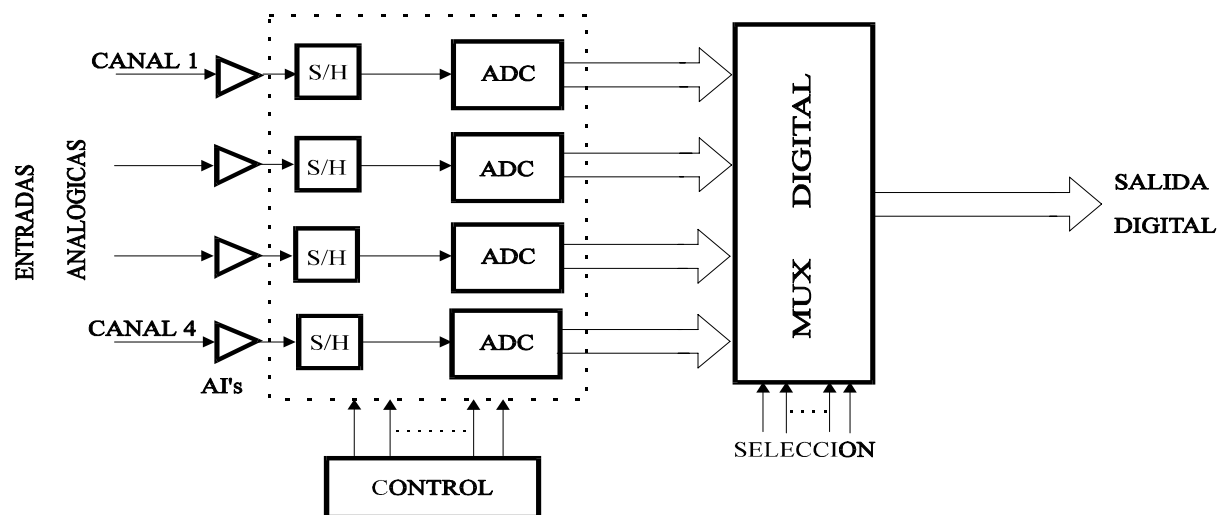 CANAL 1
S/H
ADC
S/H
ADC
S/H
ADC
CANAL 4
S/H
ADC
ENTRADAS
ANALOGICAS
AI's
CONTROL
MUX DIGITAL
SELECCION
SALIDA
DIGITAL